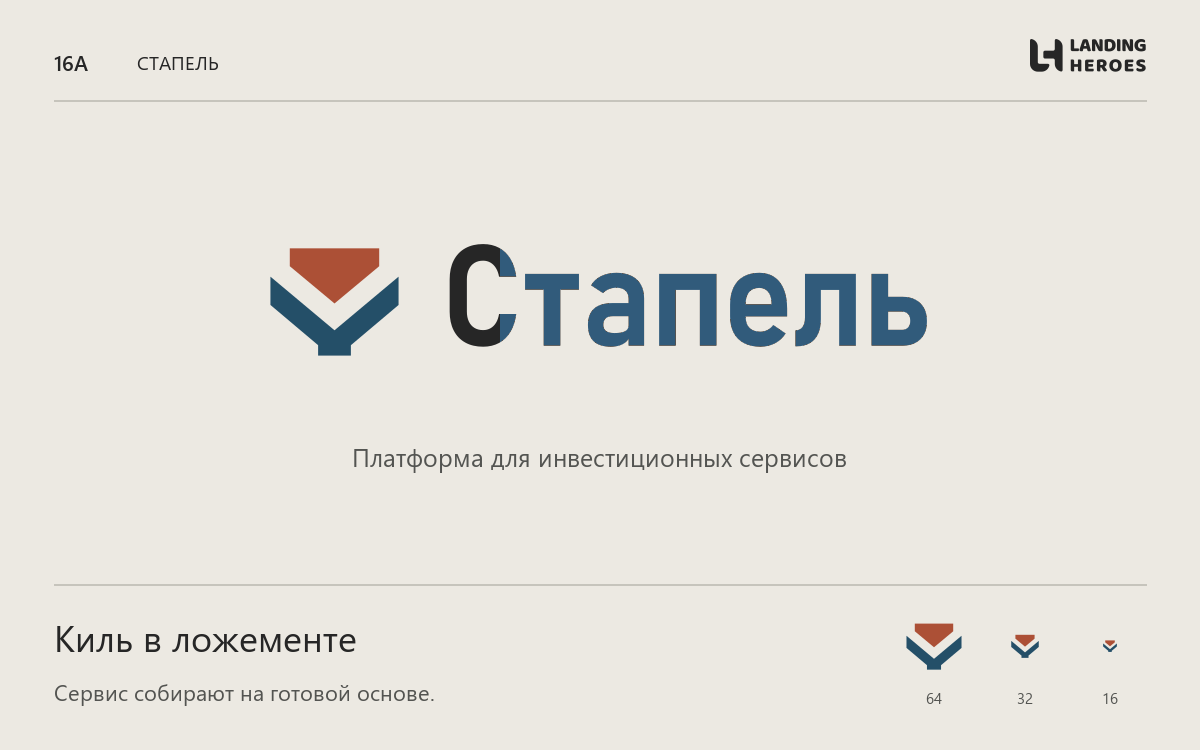 16А
СТАПЕЛЬ
LANDING
HEROES
Стапель
Платформа для инвестиционных сервисов
Киль в ложементе
Сервис собирают на готовой основе.
64
32
16